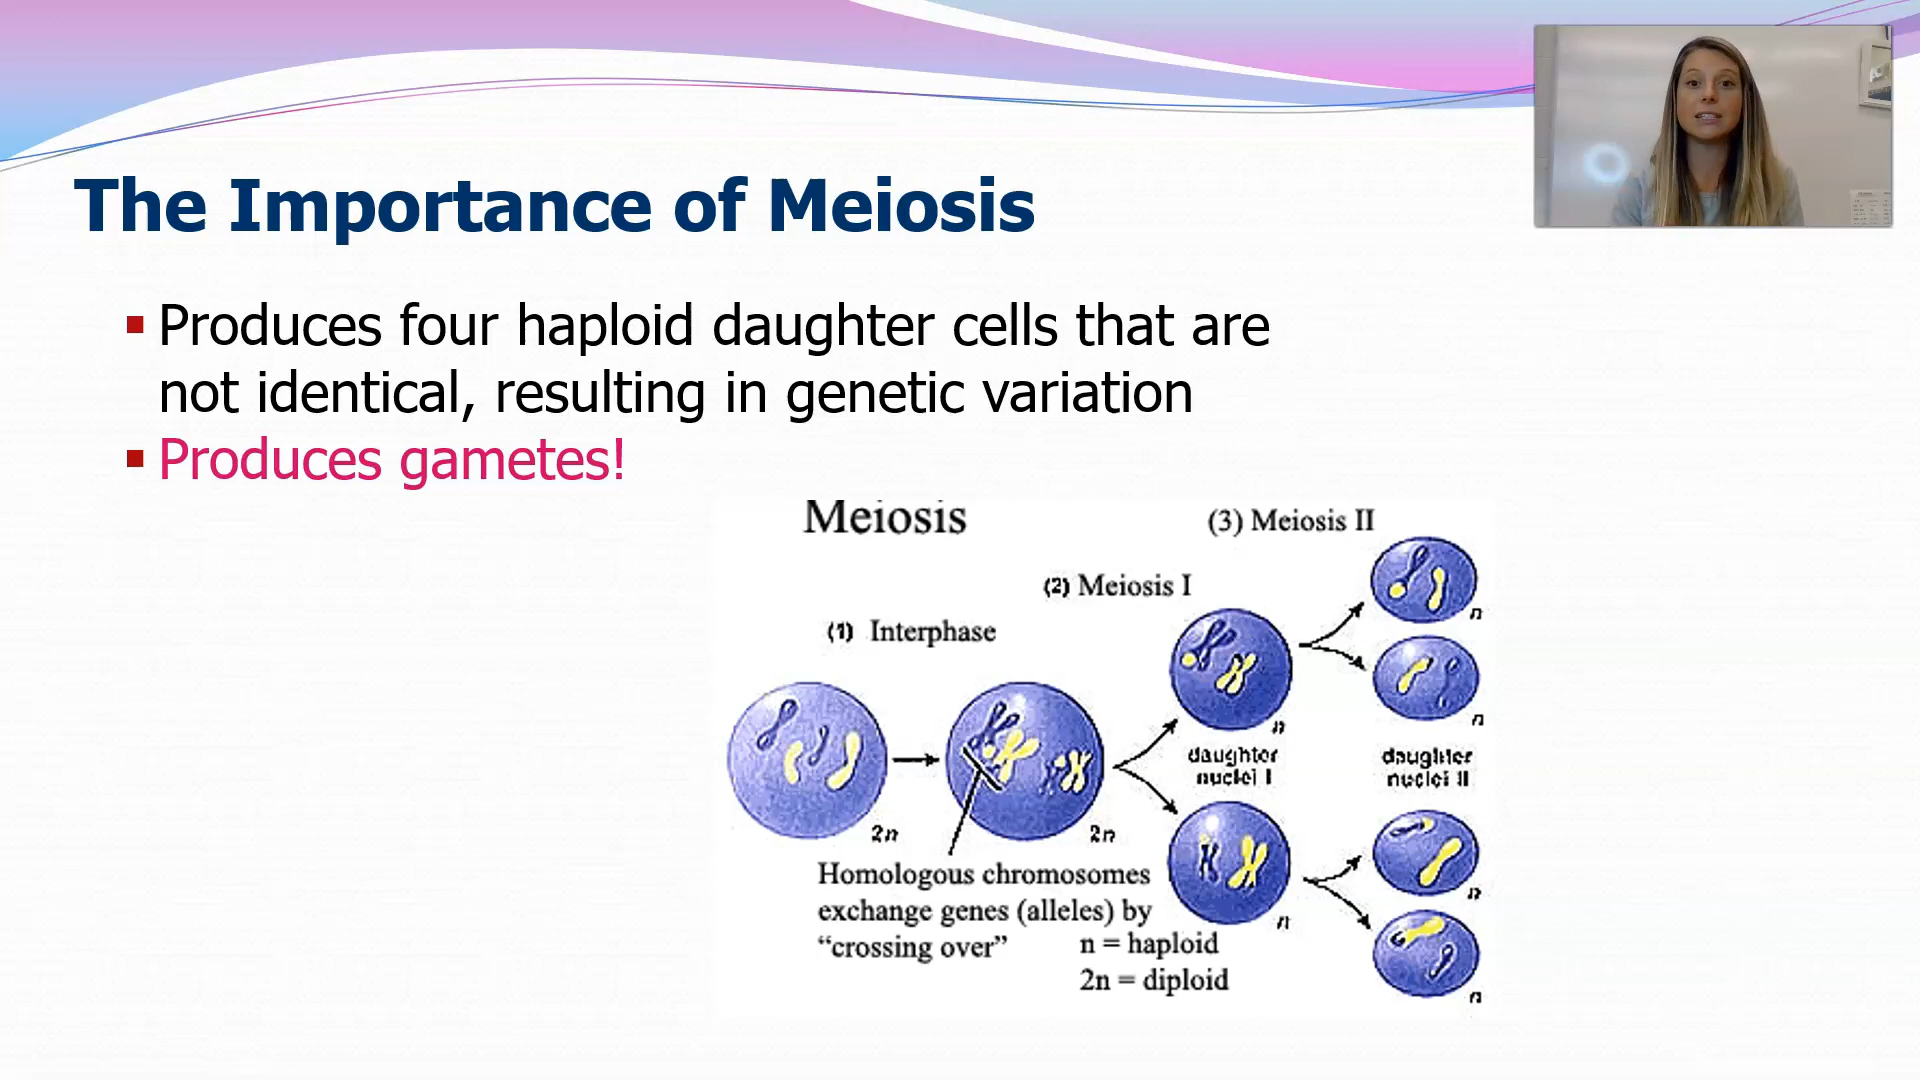 The Importance of Meiosis
▪ Produces four haploid daughter cells that are
not identical, resulting in genetic variation
▪ Produces gametes!
Meiosis
(3) Meiosis II
(2) Meiosis I
(1) Interphase
n
n
n
daughter
nuclei I
daughter
nuclei II
2n
2n
Homologous chromosomes
exchange genes (alleles) by
“crossing over”
n
n
n = haploid
2n = diploid
n